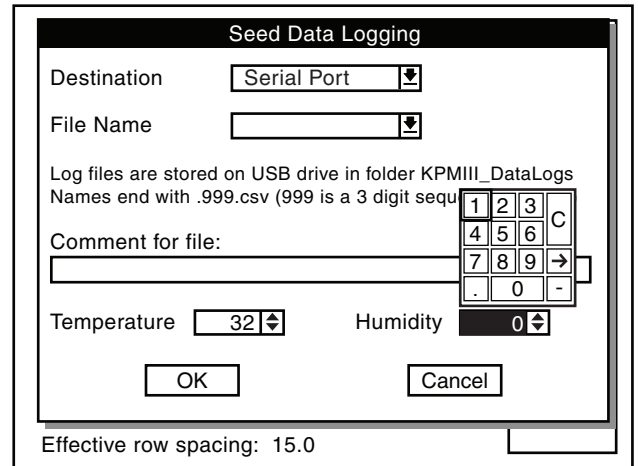 Seed Data Logging
Destination Serial Port
File Name
Log files are stored on USB drive in folder KPMIII_DataLogs
Names end with .999.csv (999 is a 3 digit sequ )
1 2 3 C
4 5 6
Comment for file:
7 8 9 →
. 0 -
Temperature 32 Humidity 0
OK Cancel
Effective row spacing: 15.0